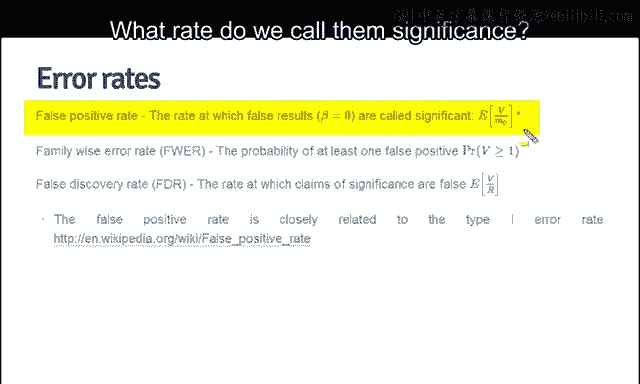 What rate do we call them significance?
Error rates
False positive rate - The rate at which false results (β = 0) are called significant: E[V/m₀] *
Family wise error rate (FWER) - The probability of at least one false positive Pr(V ≥ 1)
False discovery rate (FDR) - The rate at which claims of significance are false E[V/R]
· The false positive rate is closely related to the type I error rate
http://en.wikipedia.org/wiki/False_positive_rate